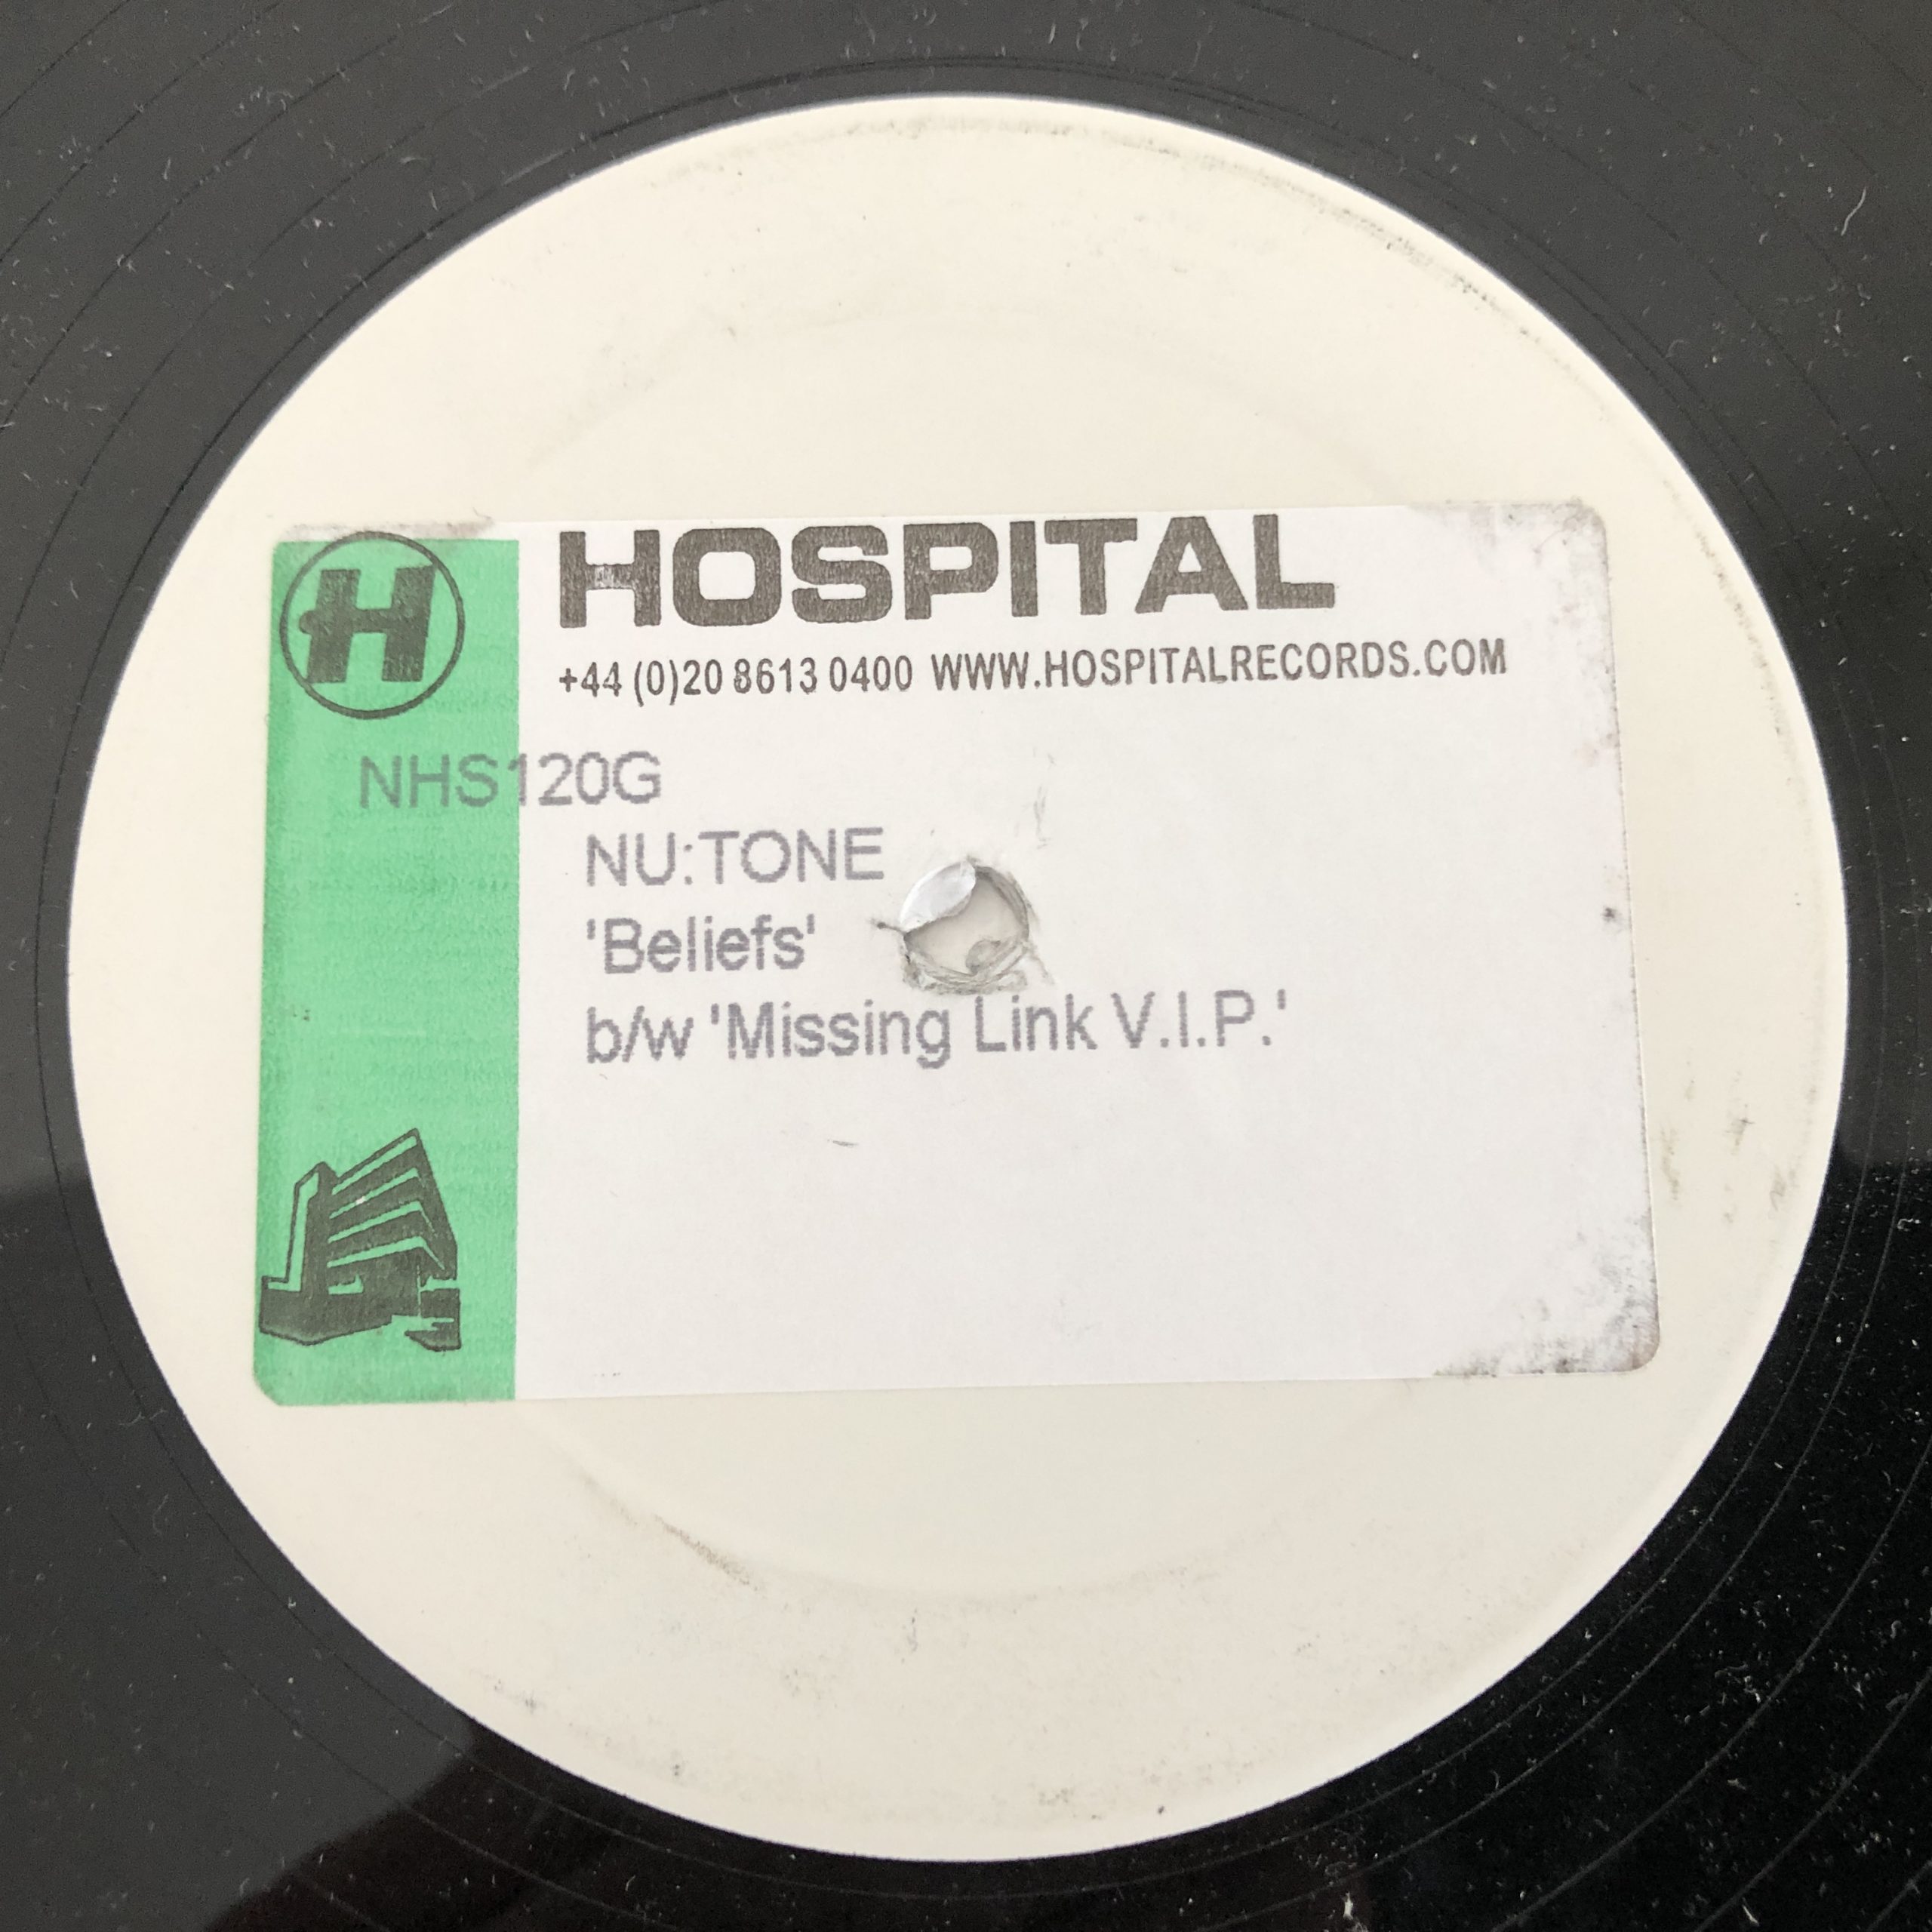 H
HOSPITAL
+44 (0)20 8613 0400 WWW.HOSPITALRECORDS.COM
NHS120G
NU:TONE
'Beliefs'
b/w 'Missing Link V.I.P.'